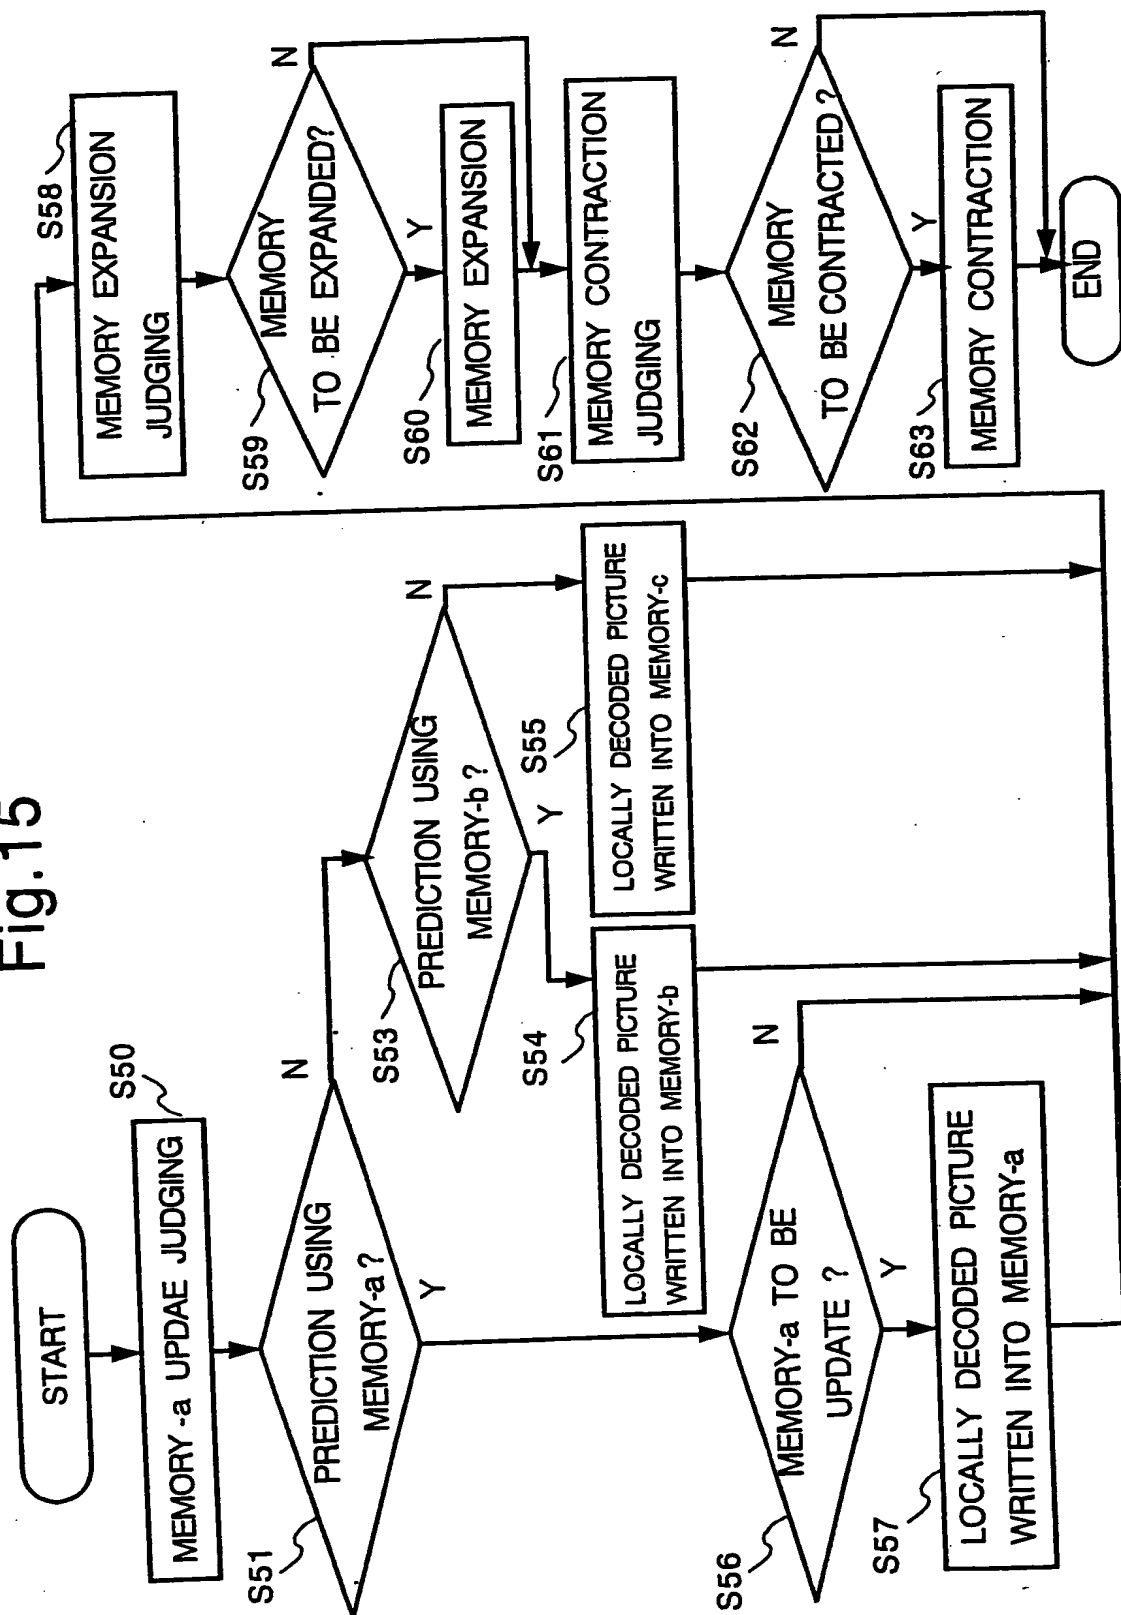 Fig.15
START
S50
MEMORY-a UPDAE JUDGING
S51
PREDICTION USING
MEMORY-a?
N
Y
S53
PREDICTION USING
MEMORY-b?
N
Y
S54
LOCALLY DECODED PICTURE
WRITTEN INTO MEMORY-b
S55
LOCALLY DECODED PICTURE
WRITTEN INTO MEMORY-c
S56
MEMORY-a TO BE
UPDATE ?
N
Y
S57
LOCALLY DECODED PICTURE
WRITTEN INTO MEMORY-a
S58
MEMORY EXPANSION
JUDGING
S59
MEMORY
TO BE EXPANDED?
N
Y
S60
MEMORY EXPANSION
S61
MEMORY CONTRACTION
JUDGING
S62
MEMORY
TO BE CONTRACTED ?
N
Y
S63
MEMORY CONTRACTION
END